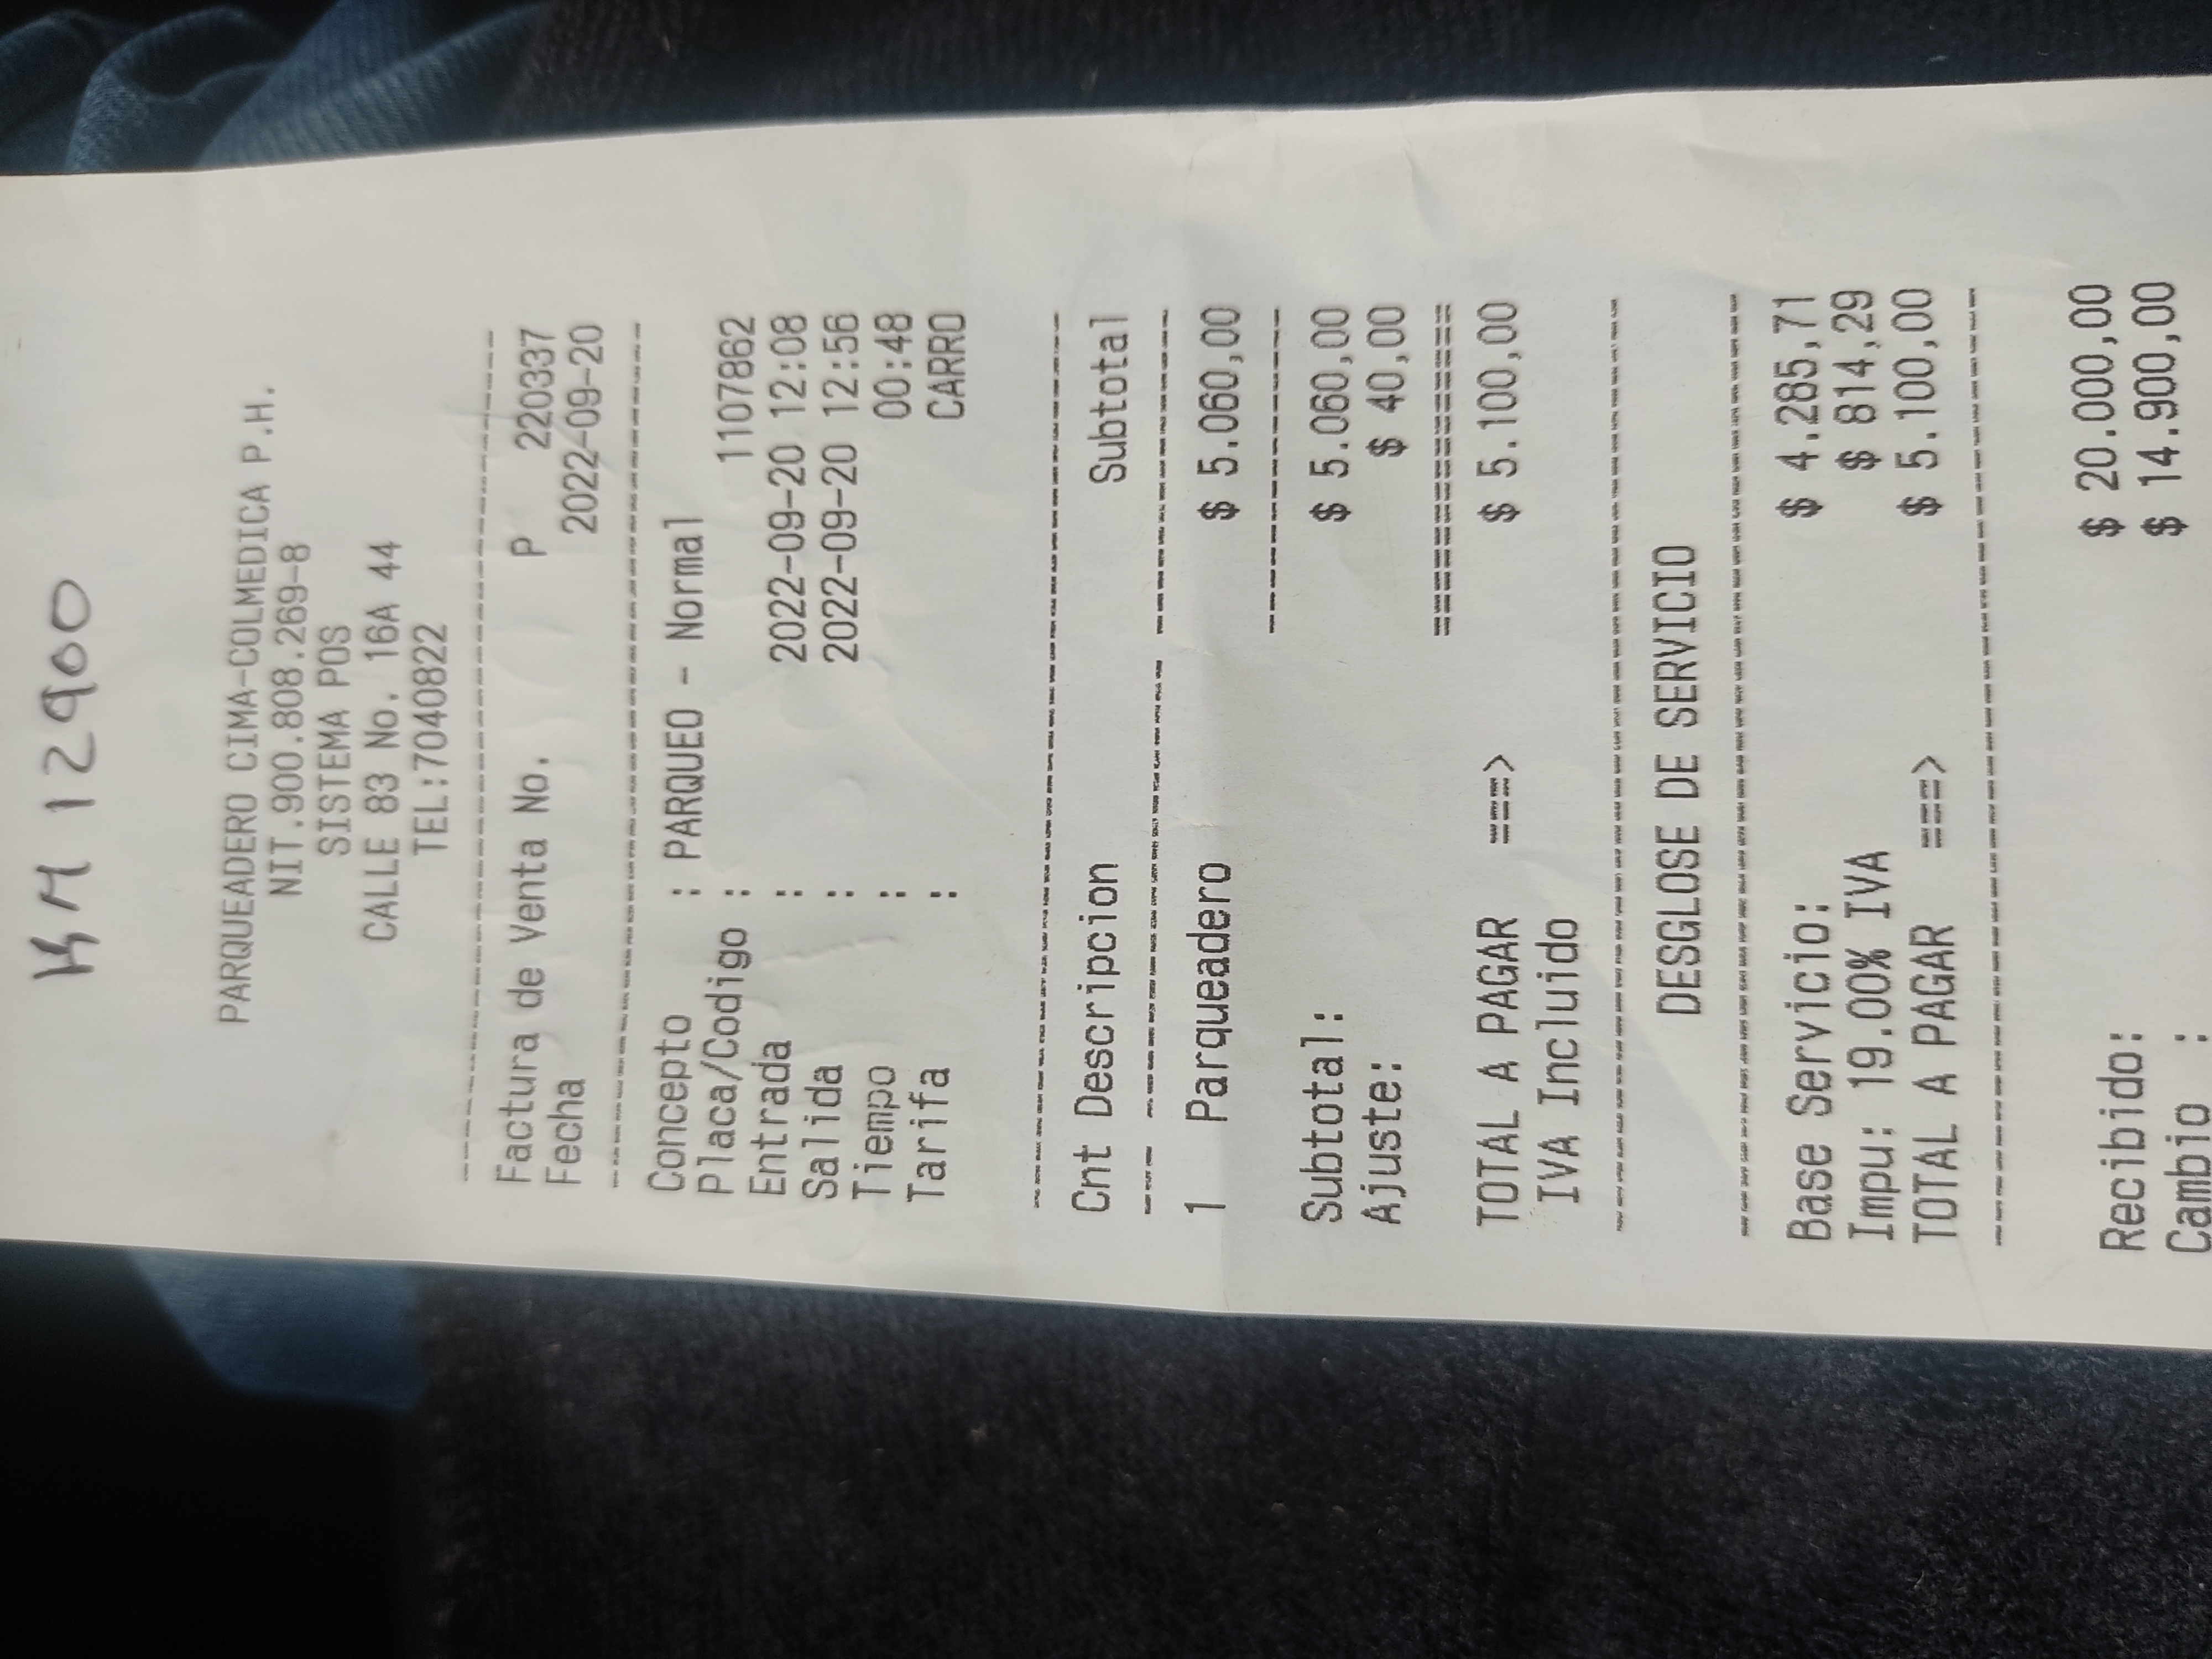 KM 12900
PARQUEADERO CIMA-COLMEDICA P.H.
NIT.900.808.269-8
SISTEMA POS
CALLE 83 No. 16A 44
TEL:7040822
Factura de Venta No. P 220337
Fecha 2022-09-20
Concepto : PARQUEO - Normal
Placa/Codigo : 1107862
Entrada : 2022-09-20 12:08
Salida : 2022-09-20 12:56
Tiempo : 00:48
Tarifa : CARRO
Cnt Descripcion Subtotal
1 Parqueadero $ 5.060,00
Subtotal: $ 5.060,00
Ajuste: $ 40,00
TOTAL A PAGAR ===> $ 5.100,00
IVA Incluido
DESGLOSE DE SERVICIO
Base Servicio: $ 4.285,71
Impu: 19.00% IVA $ 814,29
TOTAL A PAGAR ===> $ 5.100,00
Recibido: $ 20.000,00
Cambio : $ 14.900,00